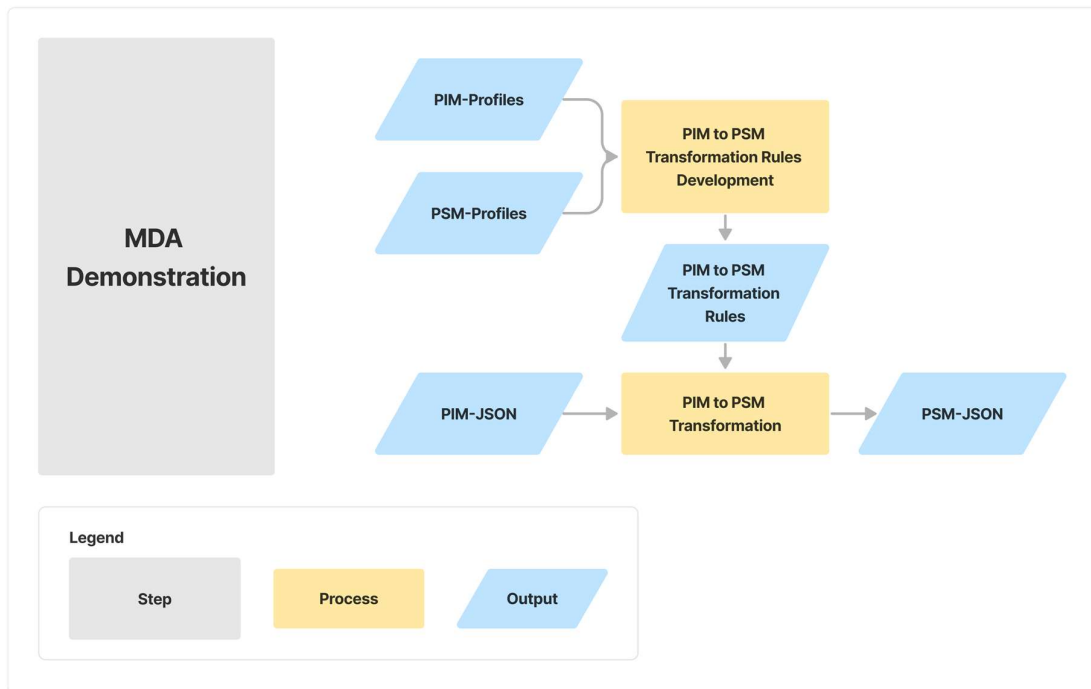 MDA
Demonstration
PIM-Profiles
PSM-Profiles
PIM to PSM
Transformation Rules
Development
PIM to PSM
Transformation
Rules
PIM-JSON
PIM to PSM
Transformation
PSM-JSON
Legend
Step
Process
Output